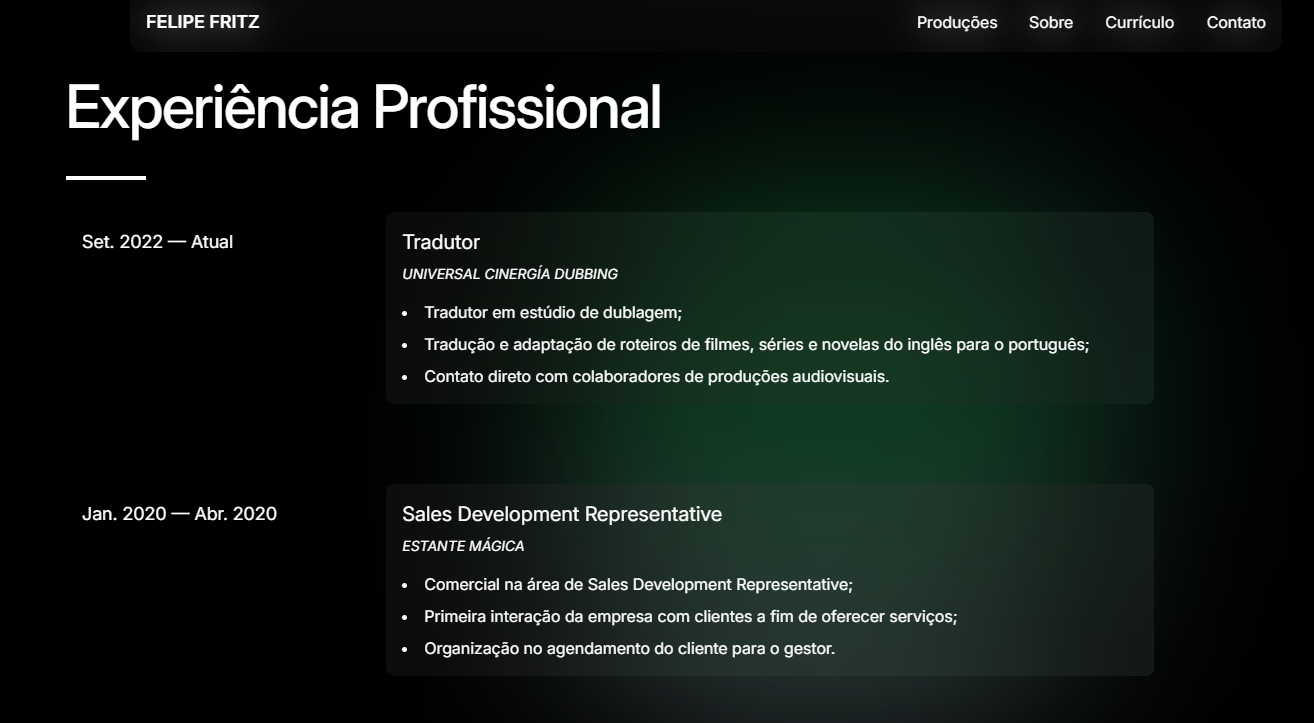 FELIPE FRITZ
Produções Sobre Currículo Contato
Experiência Profissional
Set. 2022 — Atual
Tradutor
UNIVERSAL CINERGÍA DUBBING
• Tradutor em estúdio de dublagem;
• Tradução e adaptação de roteiros de filmes, séries e novelas do inglês para o português;
• Contato direto com colaboradores de produções audiovisuais.
Jan. 2020 — Abr. 2020
Sales Development Representative
ESTANTE MÁGICA
• Comercial na área de Sales Development Representative;
• Primeira interação da empresa com clientes a fim de oferecer serviços;
• Organização no agendamento do cliente para o gestor.